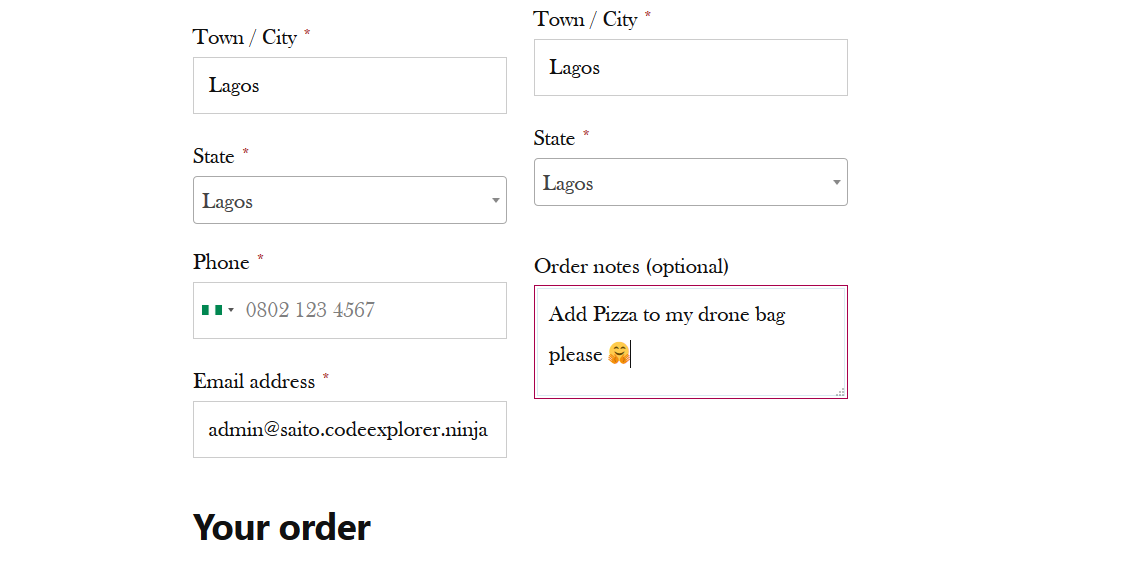 Town / City *
Lagos
State *
Lagos
Phone *
0802 123 4567
Email address *
admin@saito.codeexplorer.ninja
Town / City *
Lagos
State *
Lagos
Order notes (optional)
Add Pizza to my drone bag
please 🤗
Your order